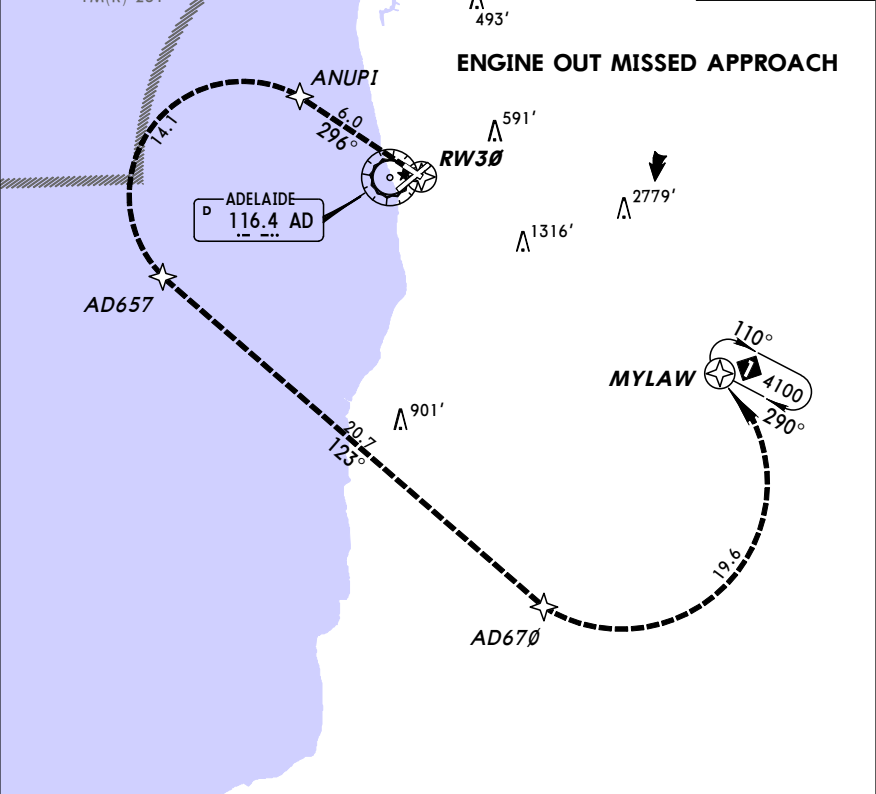 493'
ENGINE OUT MISSED APPROACH
ANUPI
6.0
296°
14.1
591'
RW3Ø
ADELAIDE
D
116.4 AD
2779'
1316'
AD657
110°
MYLAW
1
4100
290°
901'
20.7
123°
19.6
AD67Ø